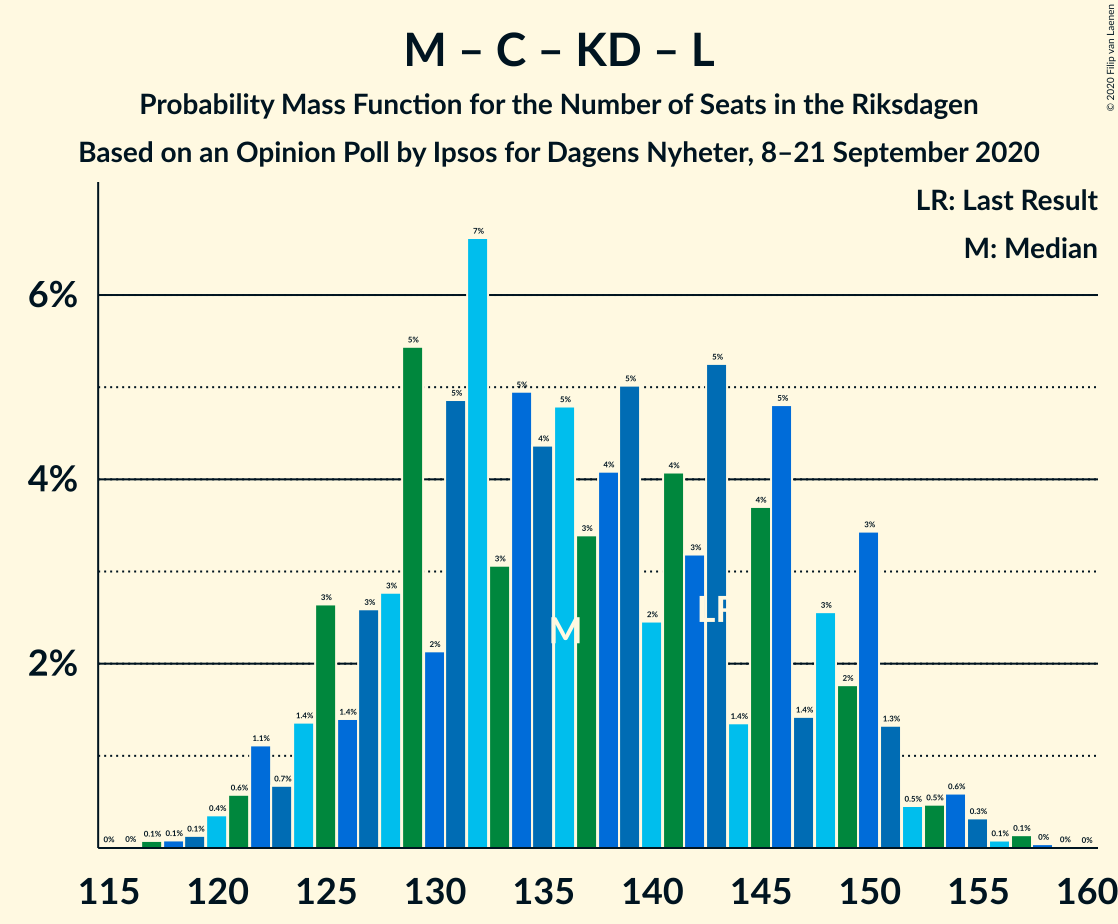 M – C – KD – L
Probability Mass Function for the Number of Seats in the Riksdagen
Based on an Opinion Poll by Ipsos for Dagens Nyheter, 8–21 September 2020
© 2020 Filip van Laenen
LR: Last Result
M: Median
6%
4%
2%
0% 0% 0.1% 0.1% 0.1% 0.4% 0.6% 1.1% 0.7% 1.4% 3% 1.4% 3% 3% 5% 2% 5% 7% 3% 5% 4% 5% 3% 4% 5% 2% 4% 3% 5% 1.4% 4% 5% 1.4% 3% 2% 3% 1.3% 0.5% 0.5% 0.6% 0.3% 0.1% 0.1% 0% 0% 0%
M
LR
115 120 125 130 135 140 145 150 155 160